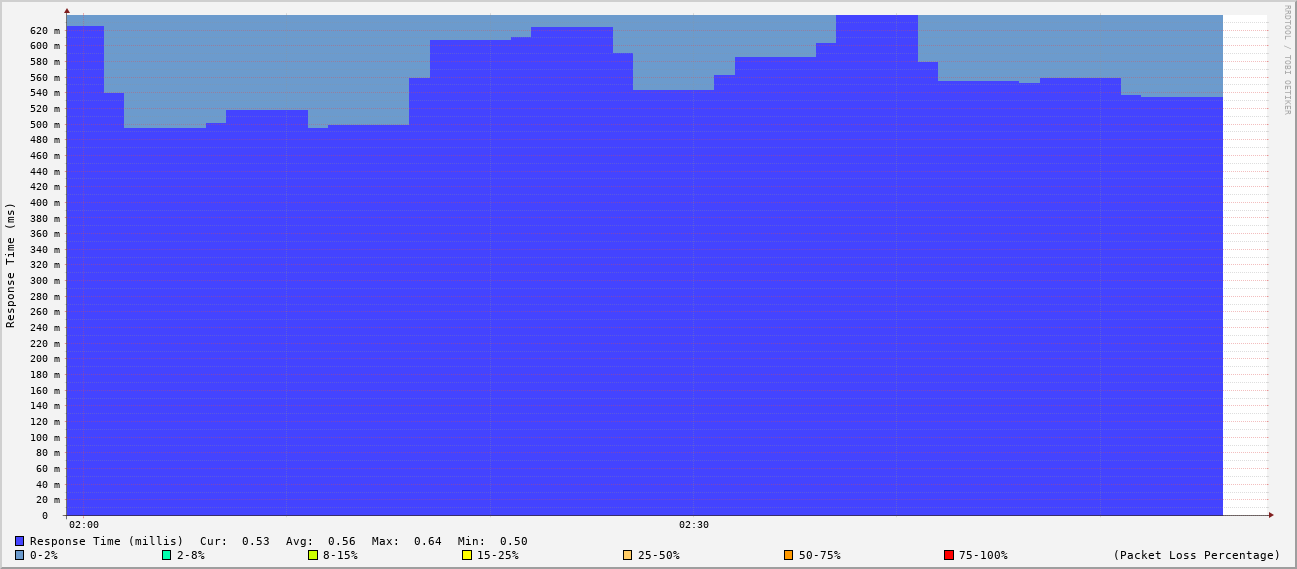 RRDTOOL / TOBI OETIKER
Response Time (ms)
620 m
600 m
580 m
560 m
540 m
520 m
500 m
480 m
460 m
440 m
420 m
400 m
380 m
360 m
340 m
320 m
300 m
280 m
260 m
240 m
220 m
200 m
180 m
160 m
140 m
120 m
100 m
80 m
60 m
40 m
20 m
0
02:00 02:30
Response Time (millis) Cur: 0.53 Avg: 0.56 Max: 0.64 Min: 0.50
0-2% 2-8% 8-15% 15-25% 25-50% 50-75% 75-100% (Packet Loss Percentage)